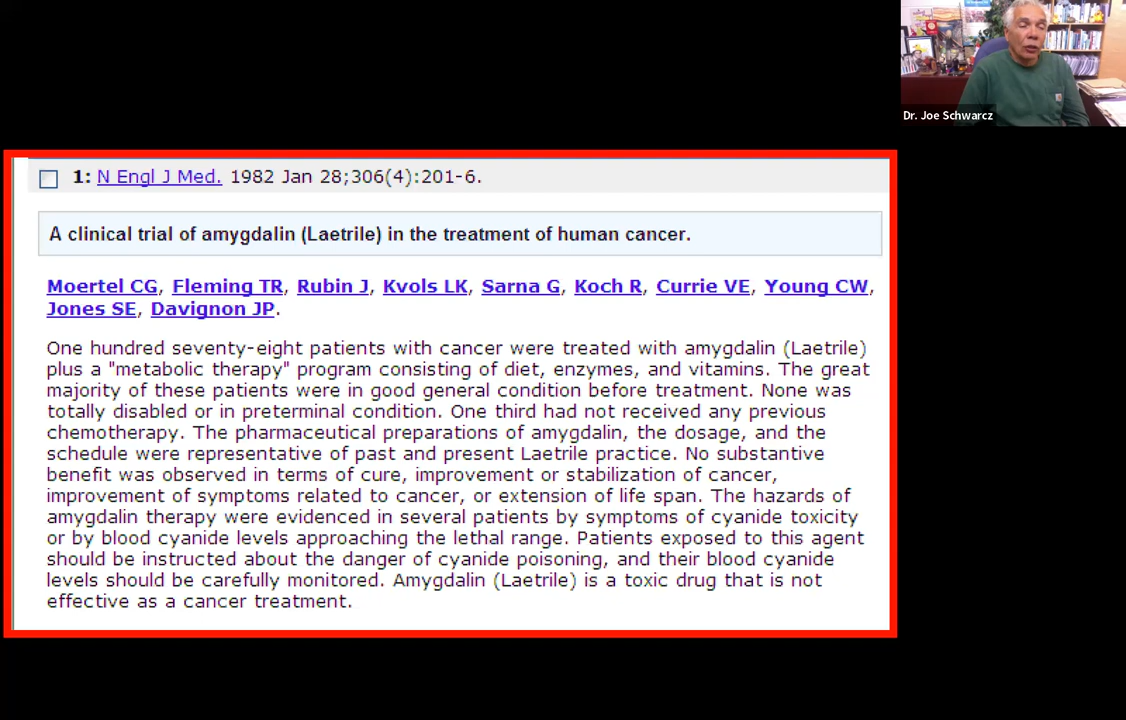 Dr. Joe Schwarcz
1: N Engl J Med. 1982 Jan 28;306(4):201-6.
A clinical trial of amygdalin (Laetrile) in the treatment of human cancer.
Moertel CG, Fleming TR, Rubin J, Kvols LK, Sarna G, Koch R, Currie VE, Young CW,
Jones SE, Davignon JP.
One hundred seventy-eight patients with cancer were treated with amygdalin (Laetrile)
plus a "metabolic therapy" program consisting of diet, enzymes, and vitamins. The great
majority of these patients were in good general condition before treatment. None was
totally disabled or in preterminal condition. One third had not received any previous
chemotherapy. The pharmaceutical preparations of amygdalin, the dosage, and the
schedule were representative of past and present Laetrile practice. No substantive
benefit was observed in terms of cure, improvement or stabilization of cancer,
improvement of symptoms related to cancer, or extension of life span. The hazards of
amygdalin therapy were evidenced in several patients by symptoms of cyanide toxicity
or by blood cyanide levels approaching the lethal range. Patients exposed to this agent
should be instructed about the danger of cyanide poisoning, and their blood cyanide
levels should be carefully monitored. Amygdalin (Laetrile) is a toxic drug that is not
effective as a cancer treatment.